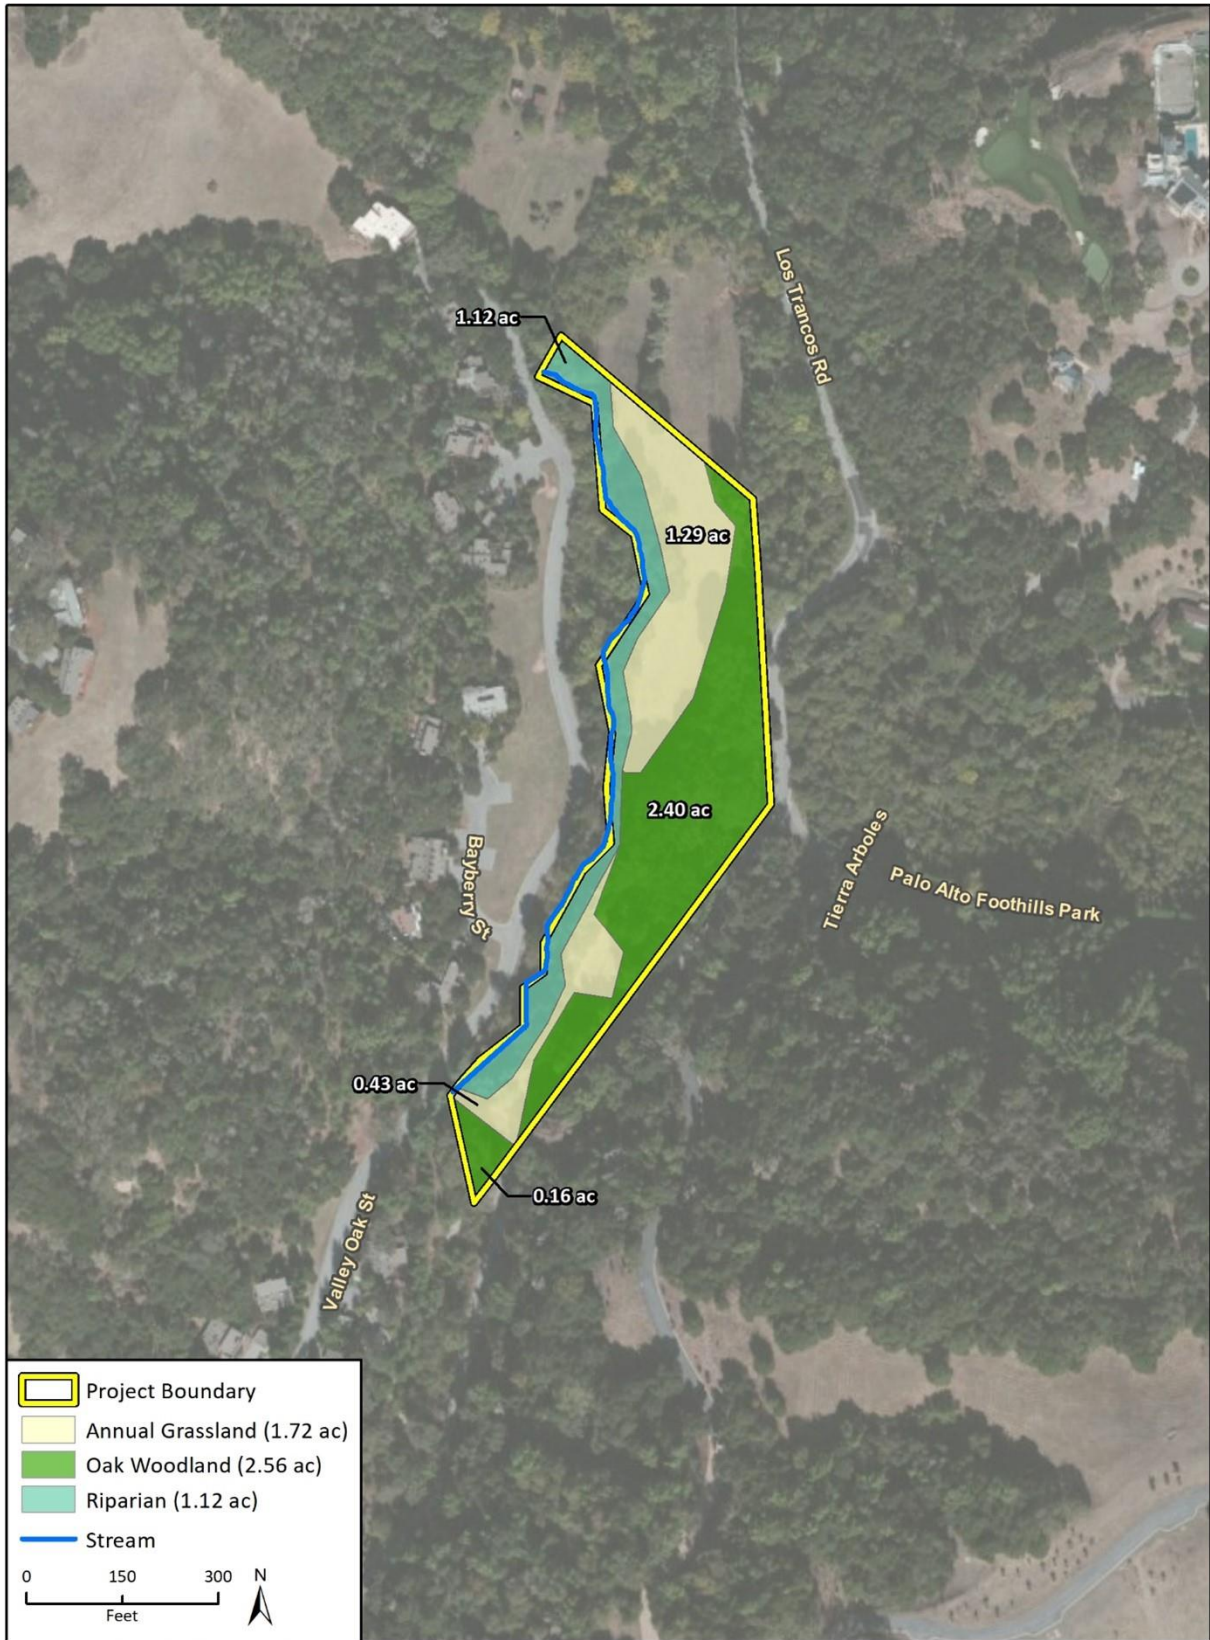 Los Trancos Rd
1.12 ac
1.29 ac
2.40 ac
Tierra Arboles
Palo Alto Foothills Park
Bayberry St
0.43 ac
0.16 ac
Valley Oak St
Project Boundary
Annual Grassland (1.72 ac)
Oak Woodland (2.56 ac)
Riparian (1.12 ac)
Stream
0 150 300
Feet
N